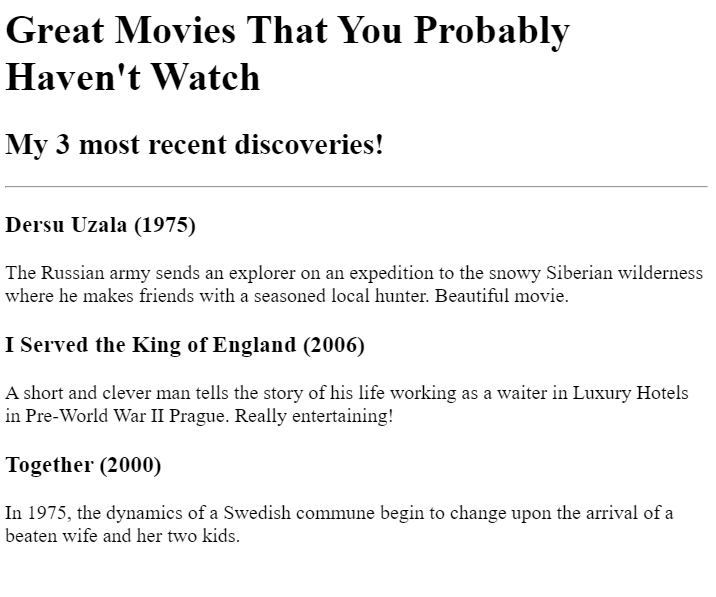 Great Movies That You Probably
Haven't Watch
My 3 most recent discoveries!
Dersu Uzala (1975)
The Russian army sends an explorer on an expedition to the snowy Siberian wilderness
where he makes friends with a seasoned local hunter. Beautiful movie.
I Served the King of England (2006)
A short and clever man tells the story of his life working as a waiter in Luxury Hotels
in Pre-World War II Prague. Really entertaining!
Together (2000)
In 1975, the dynamics of a Swedish commune begin to change upon the arrival of a
beaten wife and her two kids.